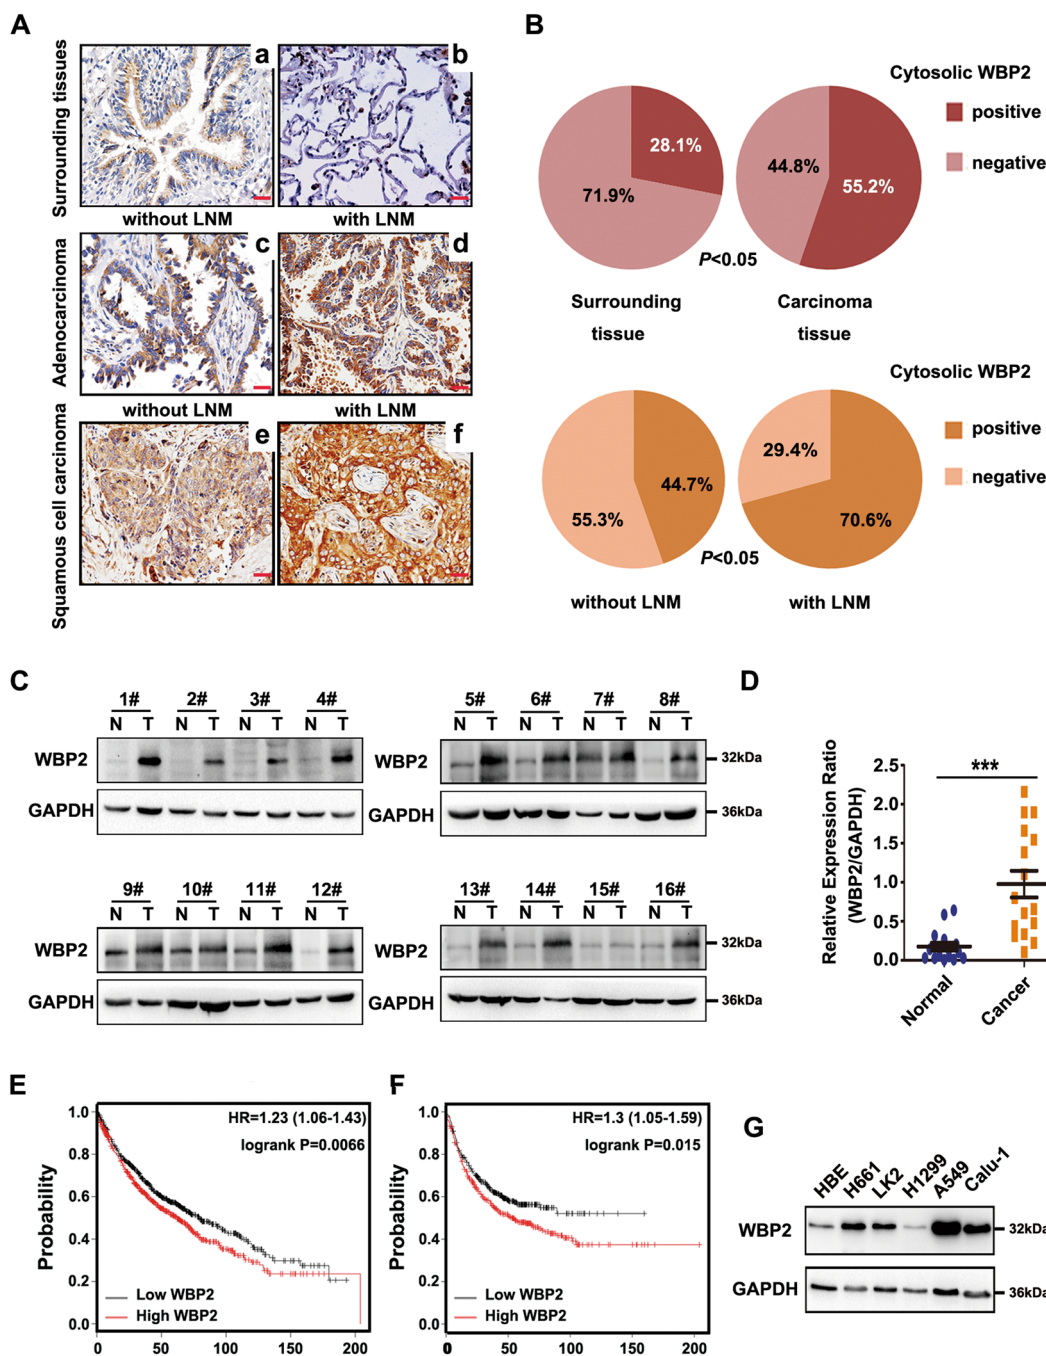 A
Surrounding tissues
a
b
without LNM
with LNM
Adenocarcinoma
c
d
without LNM
with LNM
Squamous cell carcinoma
e
f
B
Cytosolic WBP2
positive
negative
28.1%
71.9%
44.8%
55.2%
P<0.05
Surrounding
tissue
Carcinoma
tissue
Cytosolic WBP2
positive
negative
44.7%
55.3%
29.4%
70.6%
P<0.05
without LNM
with LNM
C
1# 2# 3# 4#
N T N T N T N T
WBP2
GAPDH
5# 6# 7# 8#
N T N T N T N T
WBP2
32kDa
GAPDH
36kDa
9# 10# 11# 12#
N T N T N T N T
WBP2
GAPDH
13# 14# 15# 16#
N T N T N T N T
WBP2
32kDa
GAPDH
36kDa
D
Relative Expression Ratio
(WBP2/GAPDH)
2.5
2.0
1.5
1.0
0.5
0.0
***
Normal
Cancer
E
Probability
1.0
0.8
0.6
0.4
0.2
0.0
HR=1.23 (1.06-1.43)
logrank P=0.0066
Low WBP2
High WBP2
0 50 100 150 200
F
Probability
1.0
0.8
0.6
0.4
0.2
0.0
HR=1.3 (1.05-1.59)
logrank P=0.015
Low WBP2
High WBP2
0 50 100 150 200
G
HBE H661 LK2 H1299 A549 Calu-1
WBP2
32kDa
GAPDH
36kDa